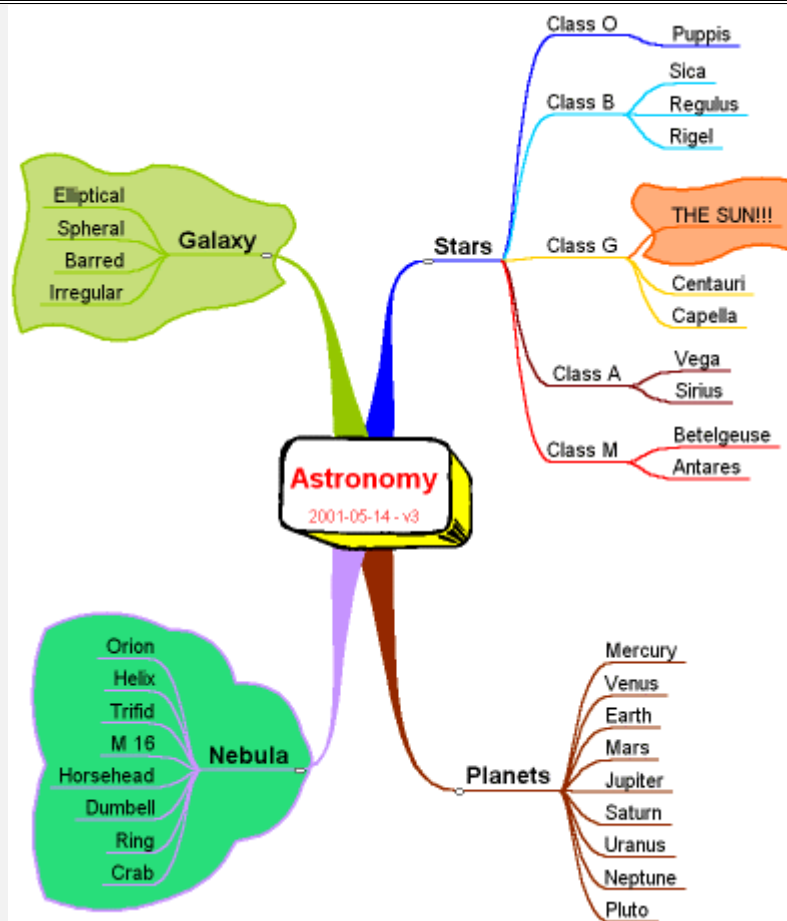 Astronomy
2001-05-14 - v3
Galaxy
Elliptical
Spheral
Barred
Irregular
Stars
Class O
Puppis
Class B
Sica
Regulus
Rigel
Class G
THE SUN!!!
Centauri
Capella
Class A
Vega
Sirius
Class M
Betelgeuse
Antares
Nebula
Orion
Helix
Trifid
M 16
Horsehead
Dumbell
Ring
Crab
Planets
Mercury
Venus
Earth
Mars
Jupiter
Saturn
Uranus
Neptune
Pluto